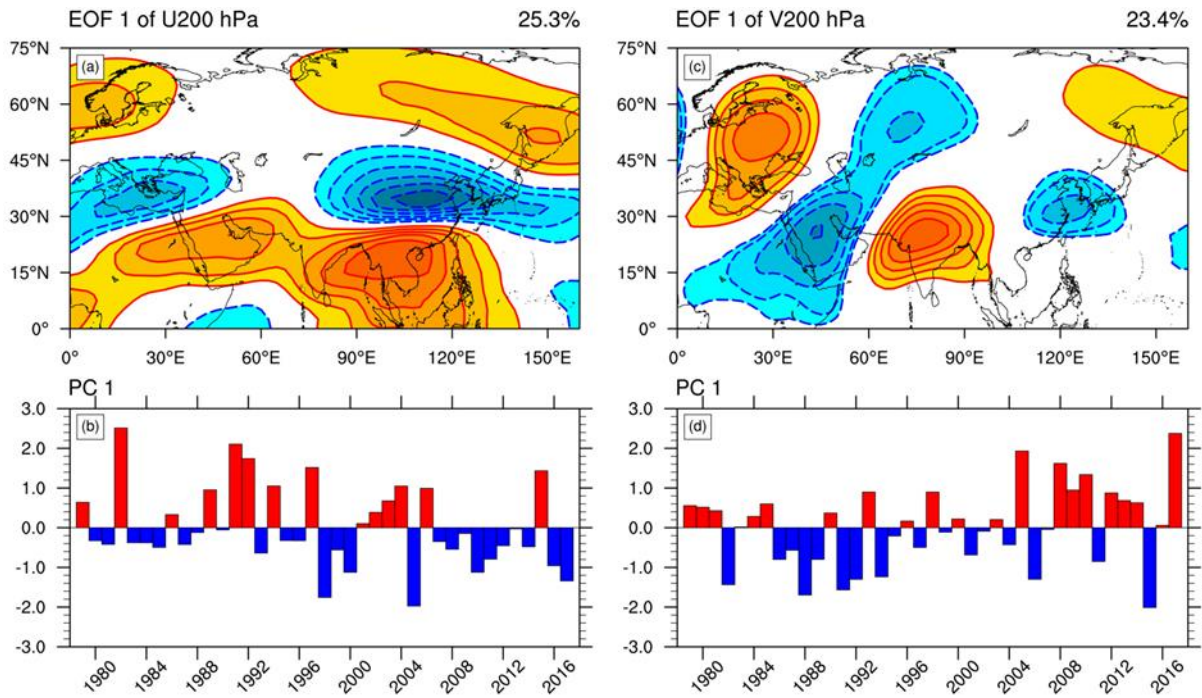 EOF 1 of U200 hPa 25.3%
75°N
(a)
60°N
45°N
30°N
15°N
0°
0° 30°E 60°E 90°E 120°E 150°E
PC 1
3.0
(b)
2.0
1.0
0.0
-1.0
-2.0
-3.0
1980 1984 1988 1992 1996 2000 2004 2008 2012 2016
EOF 1 of V200 hPa 23.4%
75°N
(c)
60°N
45°N
30°N
15°N
0°
0° 30°E 60°E 90°E 120°E 150°E
PC 1
3.0
(d)
2.0
1.0
0.0
-1.0
-2.0
-3.0
1980 1984 1988 1992 1996 2000 2004 2008 2012 2016